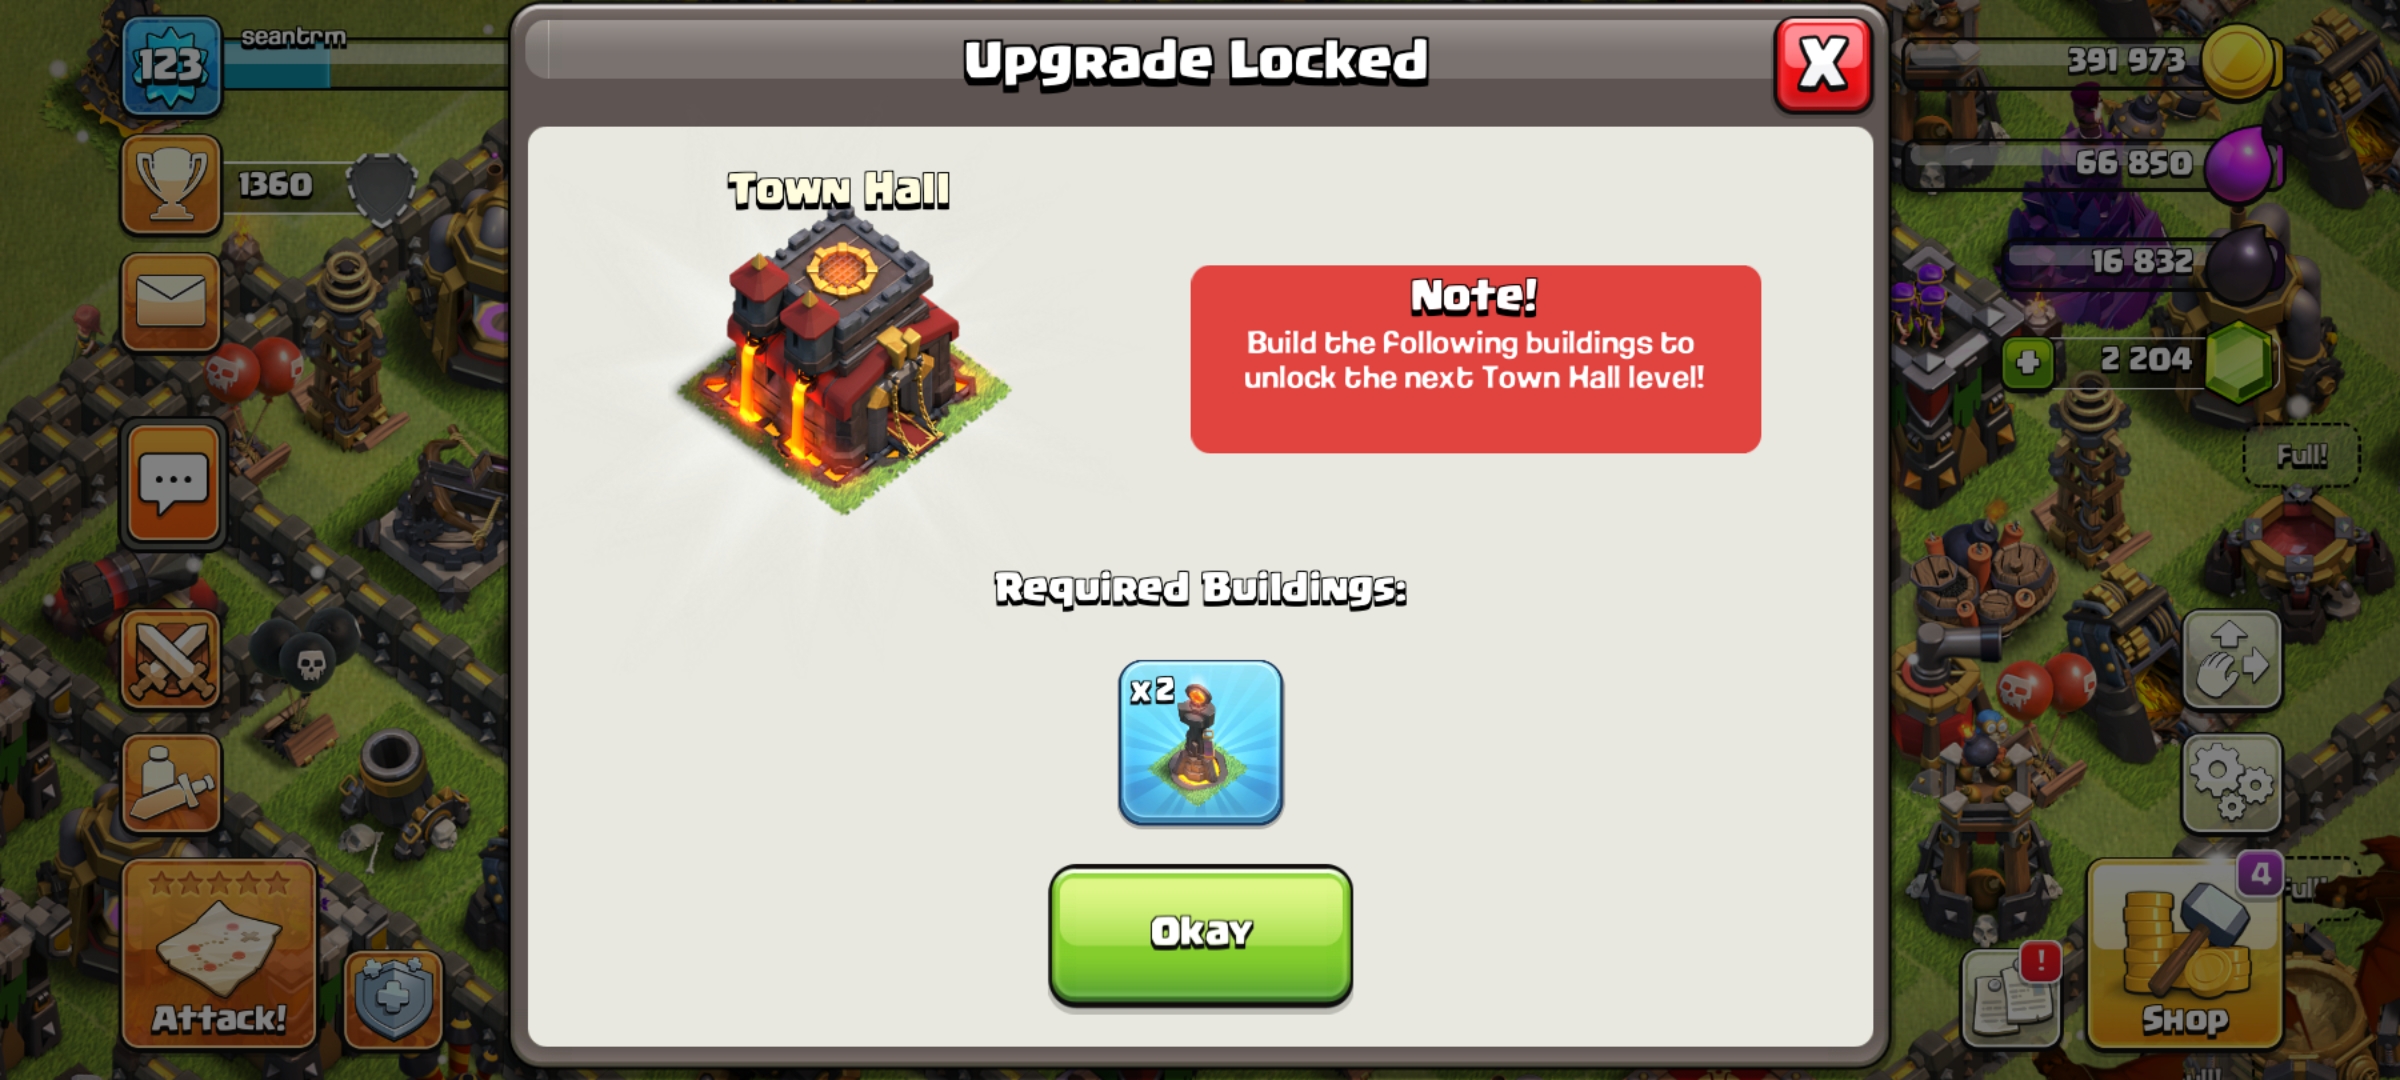 123
seantrm
1360
Upgrade Locked
X
391 973
66 850
16 832
2 204
Full!
Town Hall
Note!
Build the following buildings to
unlock the next Town Hall level!
Required Buildings:
x2
Okay
Attack!
!
4
Shop